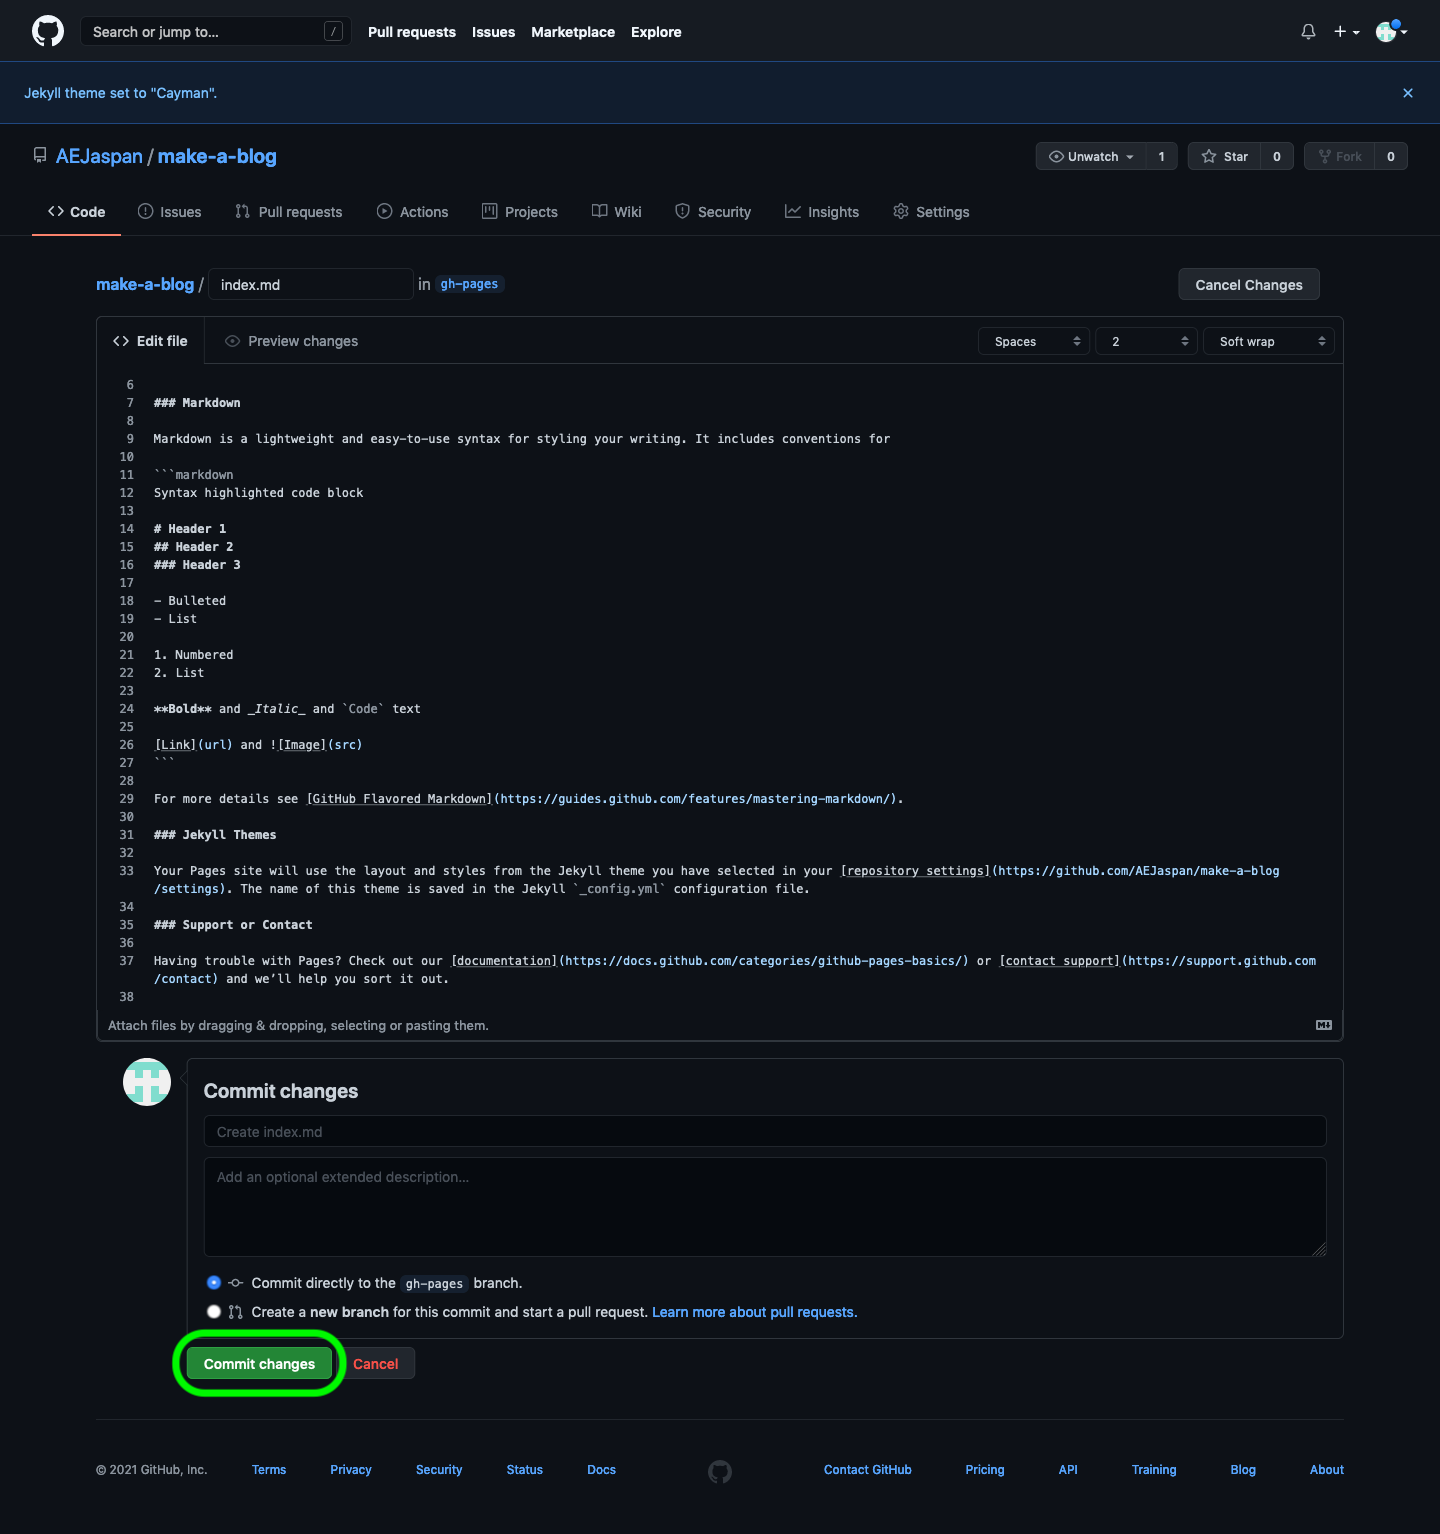 Search or jump to... /
Pull requests Issues Marketplace Explore
Jekyll theme set to "Cayman".
AEJaspan / make-a-blog
Unwatch 1 Star 0 Fork 0
Code Issues Pull requests Actions Projects Wiki Security Insights Settings
make-a-blog / index.md in gh-pages Cancel Changes
<> Edit file Preview changes Spaces 2 Soft wrap
6
7 ### Markdown
8
9 Markdown is a lightweight and easy-to-use syntax for styling your writing. It includes conventions for
10
11 ```markdown
12 Syntax highlighted code block
13
14 # Header 1
15 ## Header 2
16 ### Header 3
17
18 - Bulleted
19 - List
20
21 1. Numbered
22 2. List
23
24 **Bold** and _Italic_ and `Code` text
25
26 [Link](url) and ![Image](src)
27 ```
28
29 For more details see [GitHub Flavored Markdown](https://guides.github.com/features/mastering-markdown/).
30
31 ### Jekyll Themes
32
33 Your Pages site will use the layout and styles from the Jekyll theme you have selected in your [repository settings](https://github.com/AEJaspan/make-a-blog
/settings). The name of this theme is saved in the Jekyll `_config.yml` configuration file.
34
35 ### Support or Contact
36
37 Having trouble with Pages? Check out our [documentation](https://docs.github.com/categories/github-pages-basics/) or [contact support](https://support.github.com
/contact) and we’ll help you sort it out.
38
Attach files by dragging & dropping, selecting or pasting them.
Commit changes
Create index.md
Add an optional extended description...
Commit directly to the gh-pages branch.
Create a new branch for this commit and start a pull request. Learn more about pull requests.
Commit changes Cancel
© 2021 GitHub, Inc. Terms Privacy Security Status Docs Contact GitHub Pricing API Training Blog About